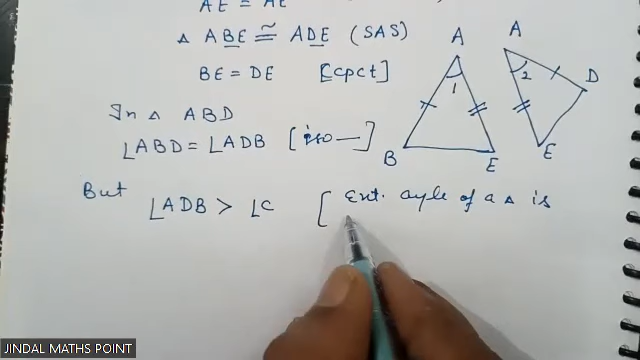 AE = AE
△ ABE ≅ ADE (SAS)
BE = DE [cpct]
In △ ABD
∠ABD = ∠ADB [iso—]
But ∠ADB > ∠C [Ext. angle of a △ is
A
1
B
E
A
2
D
E
JINDAL MATHS POINT